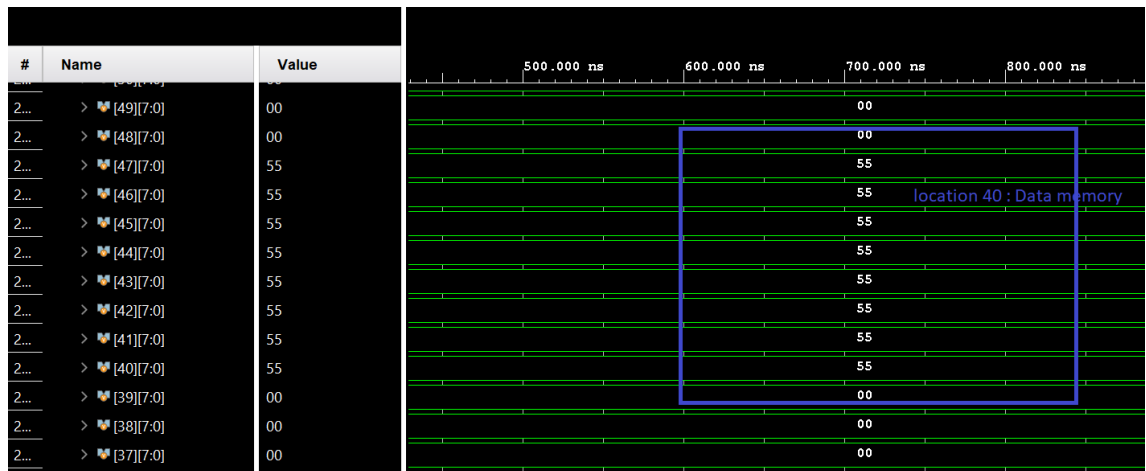 # Name Value 500.000 ns 600.000 ns 700.000 ns 800.000 ns
2... > [49][7:0] 00 00
2... > [48][7:0] 00 00
2... > [47][7:0] 55 55
2... > [46][7:0] 55 55 location 40 : Data memory
2... > [45][7:0] 55 55
2... > [44][7:0] 55 55
2... > [43][7:0] 55 55
2... > [42][7:0] 55 55
2... > [41][7:0] 55 55
2... > [40][7:0] 55 55
2... > [39][7:0] 00 00
2... > [38][7:0] 00 00
2... > [37][7:0] 00 00